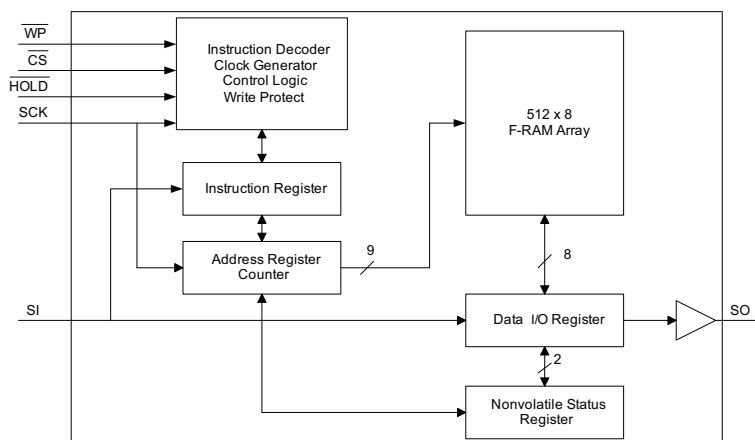 WP
CS
HOLD
SCK
Instruction Decoder
Clock Generator
Control Logic
Write Protect
512 x 8
F-RAM Array
Instruction Register
Address Register
Counter
9
8
SI
Data I/O Register
SO
2
Nonvolatile Status
Register